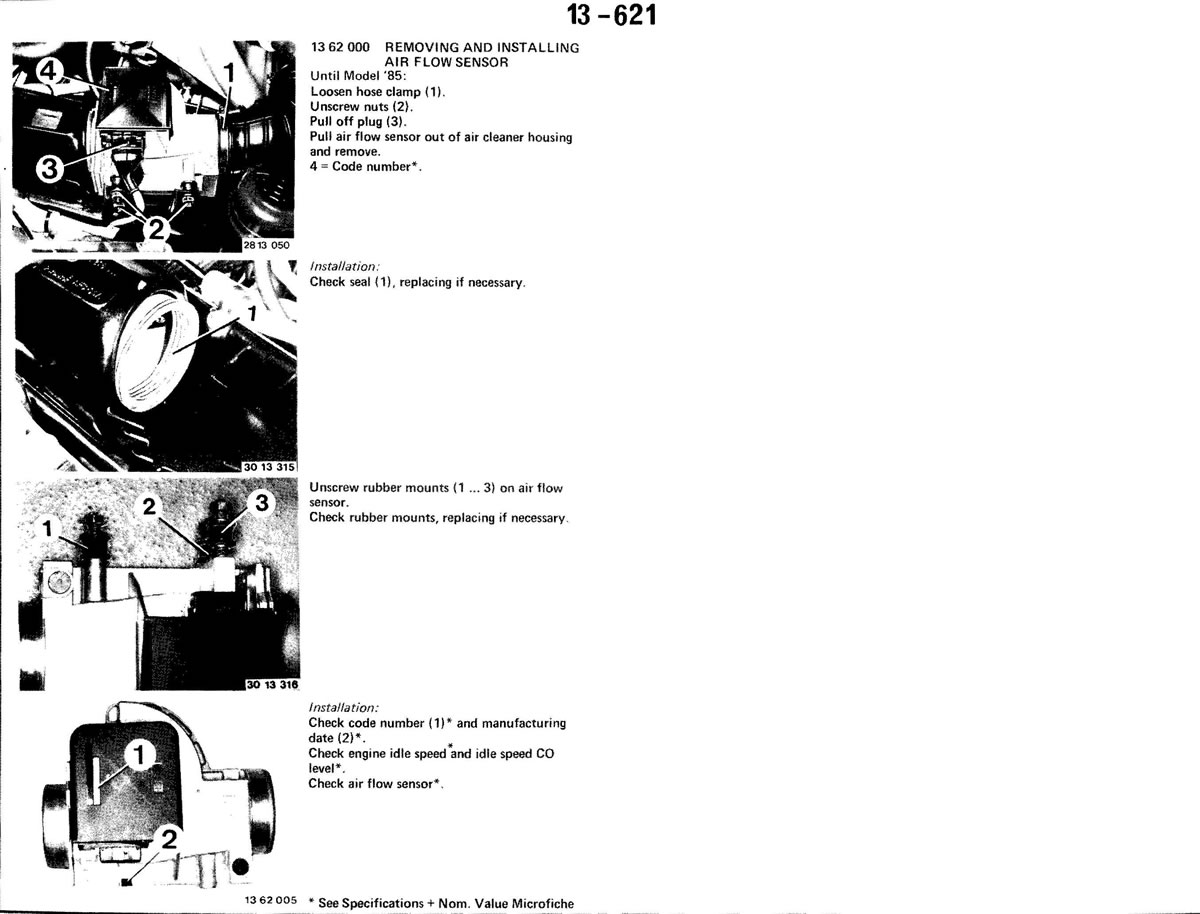 13 -621
13 62 000 REMOVING AND INSTALLING
AIR FLOW SENSOR
Until Model '85:
Loosen hose clamp (1).
Unscrew nuts (2).
Pull off plug (3).
Pull air flow sensor out of air cleaner housing
and remove.
4 = Code number*.
4
1
3
2
28 13 050
Installation:
Check seal (1), replacing if necessary.
1
30 13 315
Unscrew rubber mounts (1 ... 3) on air flow
sensor.
Check rubber mounts, replacing if necessary.
1
2
3
30 13 316
Installation:
Check code number (1)* and manufacturing
date (2)*.
Check engine idle speed* and idle speed CO
level*.
Check air flow sensor*.
1
2
13 62 005
* See Specifications + Nom. Value Microfiche